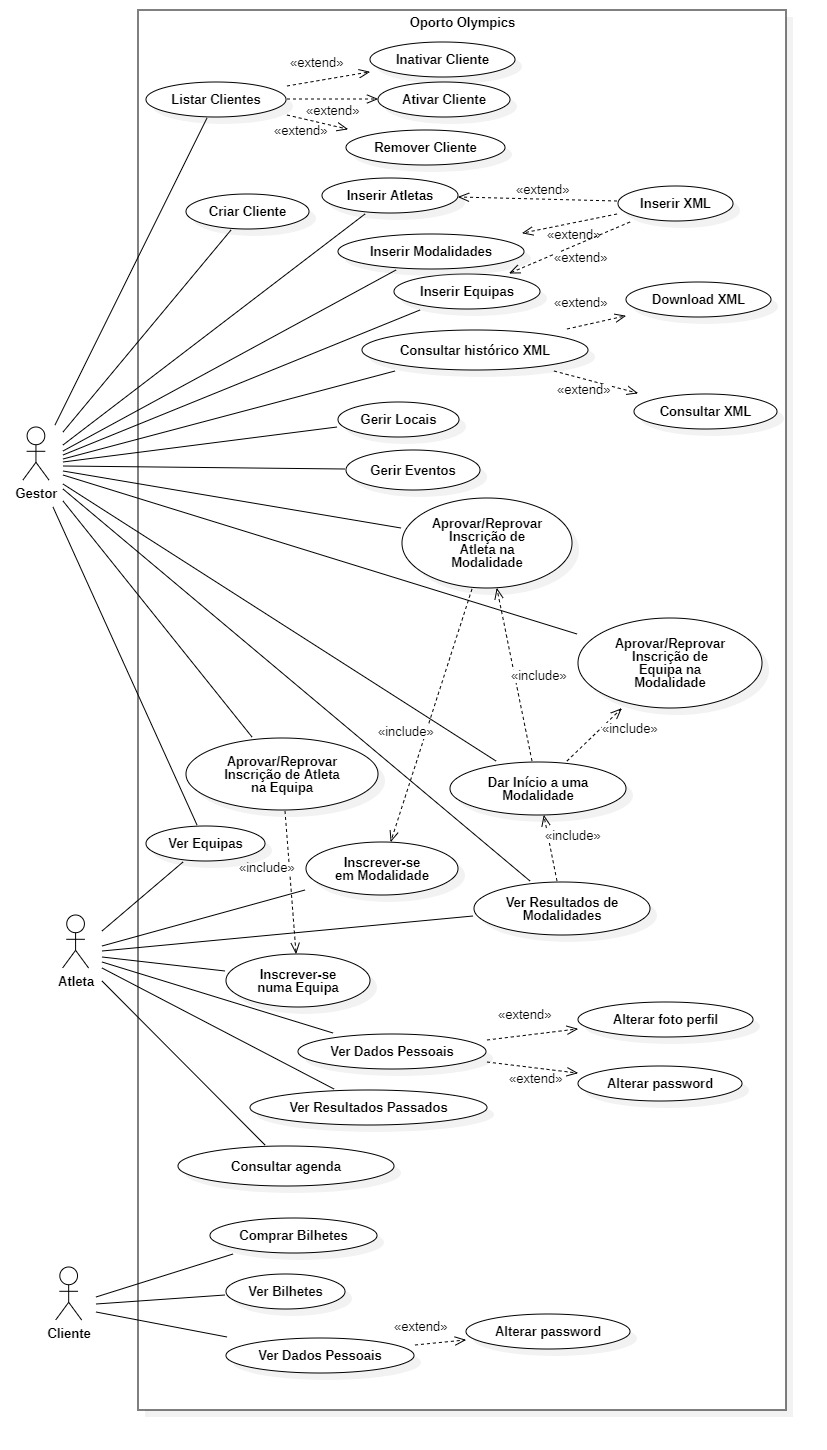 Oporto Olympics
«extend»
Inativar Cliente
Listar Clientes
Ativar Cliente
«extend»
«extend»
Remover Cliente
Inserir Atletas
«extend»
Inserir XML
Criar Cliente
«extend»
Inserir Modalidades
«extend»
Inserir Equipas
«extend»
Download XML
Consultar histórico XML
«extend»
Consultar XML
Gerir Locais
Gerir Eventos
Gestor
Aprovar/Reprovar
Inscrição de
Atleta na
Modalidade
Aprovar/Reprovar
Inscrição de
Equipa na
Modalidade
«include»
«include»
«include»
Aprovar/Reprovar
Inscrição de Atleta
na Equipa
Dar Início a uma
Modalidade
Ver Equipas
«include»
«include»
Inscrever-se
em Modalidade
Ver Resultados de
Modalidades
Atleta
Inscrever-se
numa Equipa
«extend»
Alterar foto perfil
Ver Dados Pessoais
«extend»
Alterar password
Ver Resultados Passados
Consultar agenda
Comprar Bilhetes
Ver Bilhetes
Cliente
«extend»
Alterar password
Ver Dados Pessoais